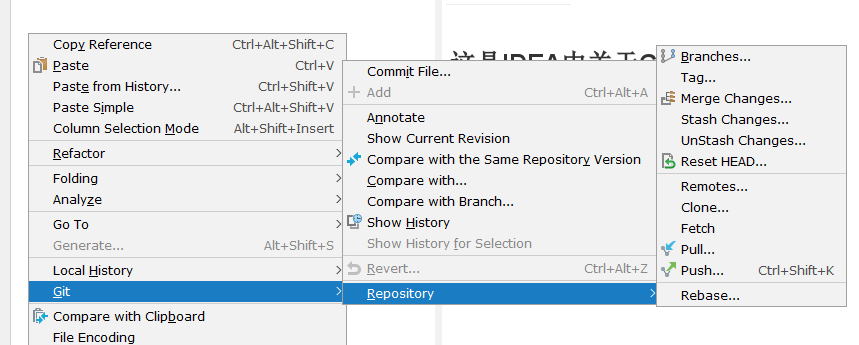 Copy Reference Ctrl+Alt+Shift+C
Paste Ctrl+V
Paste from History... Ctrl+Shift+V
Paste Simple Ctrl+Alt+Shift+V
Column Selection Mode Alt+Shift+Insert
Refactor
Folding
Analyze
Go To
Generate... Alt+Shift+S
Local History
Git
Compare with Clipboard
File Encoding
Commit File...
Add Ctrl+Alt+A
Annotate
Show Current Revision
Compare with the Same Repository Version
Compare with...
Compare with Branch...
Show History
Show History for Selection
Revert... Ctrl+Alt+Z
Repository
这是IDEA中关于
Branches...
Tag...
Merge Changes...
Stash Changes...
UnStash Changes...
Reset HEAD...
Remotes...
Clone...
Fetch
Pull...
Push... Ctrl+Shift+K
Rebase...